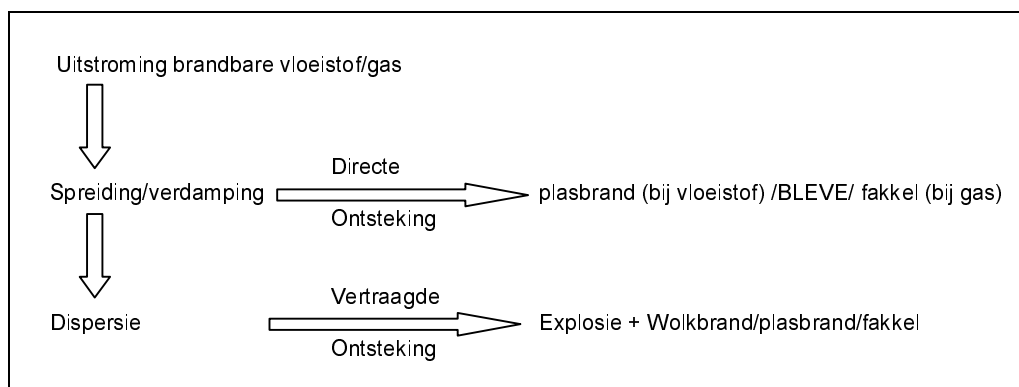 Uitstroming brandbare vloeistof/gas
Directe
Spreiding/verdamping
plasbrand (bij vloeistof) /BLEVE/ fakkel (bij gas)
Ontsteking
Vertraagde
Dispersie
Explosie + Wolkbrand/plasbrand/fakkel
Ontsteking